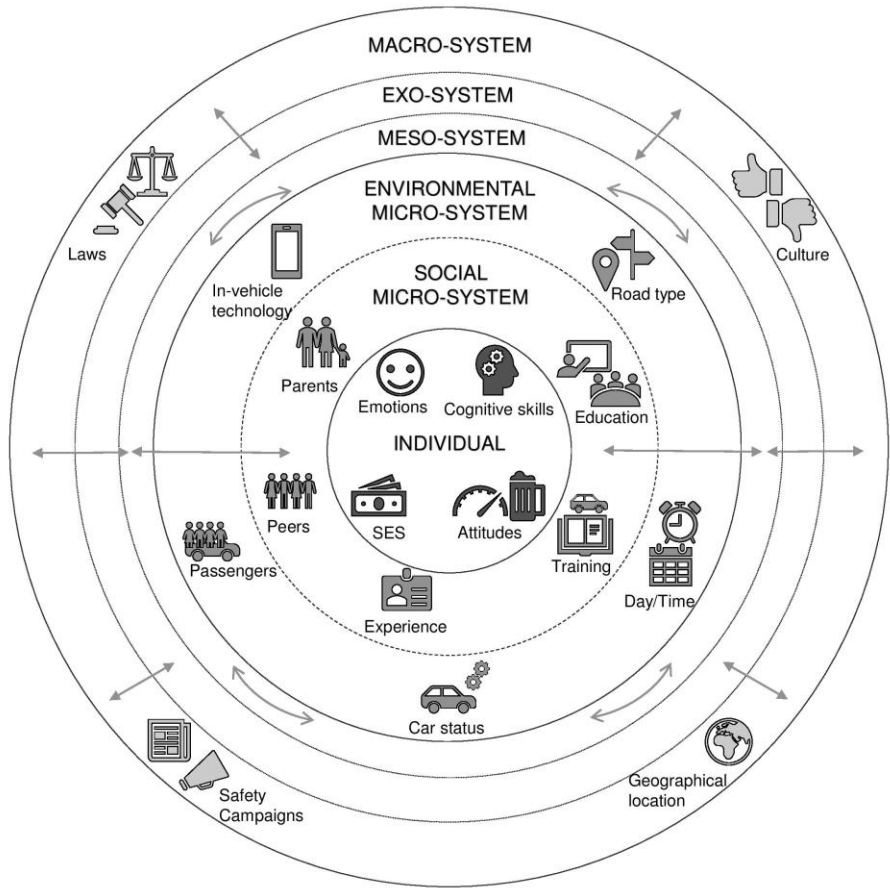 MACRO-SYSTEM
EXO-SYSTEM
MESO-SYSTEM
ENVIRONMENTAL
MICRO-SYSTEM
Laws
Culture
In-vehicle
technology
SOCIAL
MICRO-SYSTEM
Road type
Parents
Emotions
Cognitive skills
Education
INDIVIDUAL
Peers
SES
Attitudes
Passengers
Training
Day/Time
Experience
Car status
Safety
Campaigns
Geographical
location